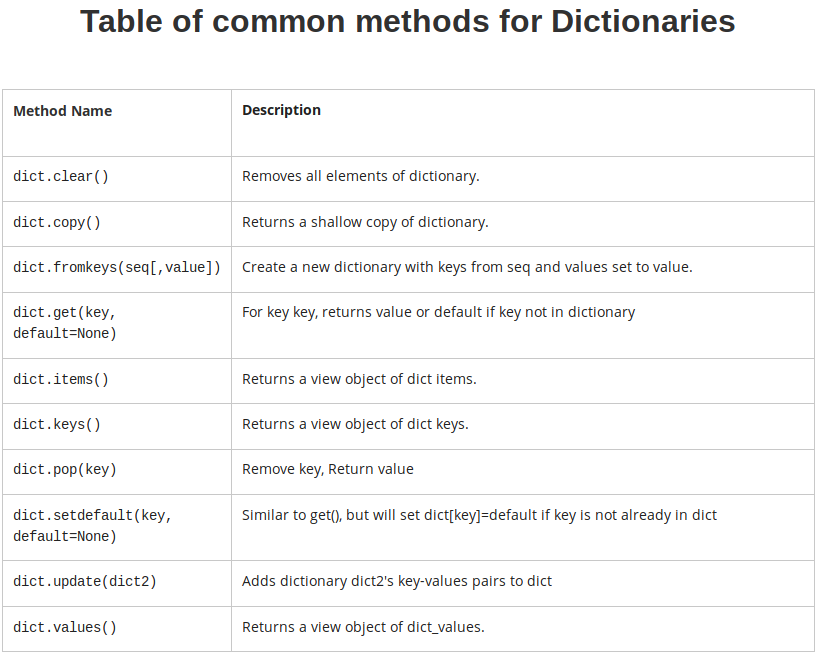 Table of common methods for Dictionaries
Method Name Description
dict.clear() Removes all elements of dictionary.
dict.copy() Returns a shallow copy of dictionary.
dict.fromkeys(seq[,value]) Create a new dictionary with keys from seq and values set to value.
dict.get(key, For key key, returns value or default if key not in dictionary
default=None)
dict.items() Returns a view object of dict items.
dict.keys() Returns a view object of dict keys.
dict.pop(key) Remove key, Return value
dict.setdefault(key, Similar to get(), but will set dict[key]=default if key is not already in dict
default=None)
dict.update(dict2) Adds dictionary dict2's key-values pairs to dict
dict.values() Returns a view object of dict_values.